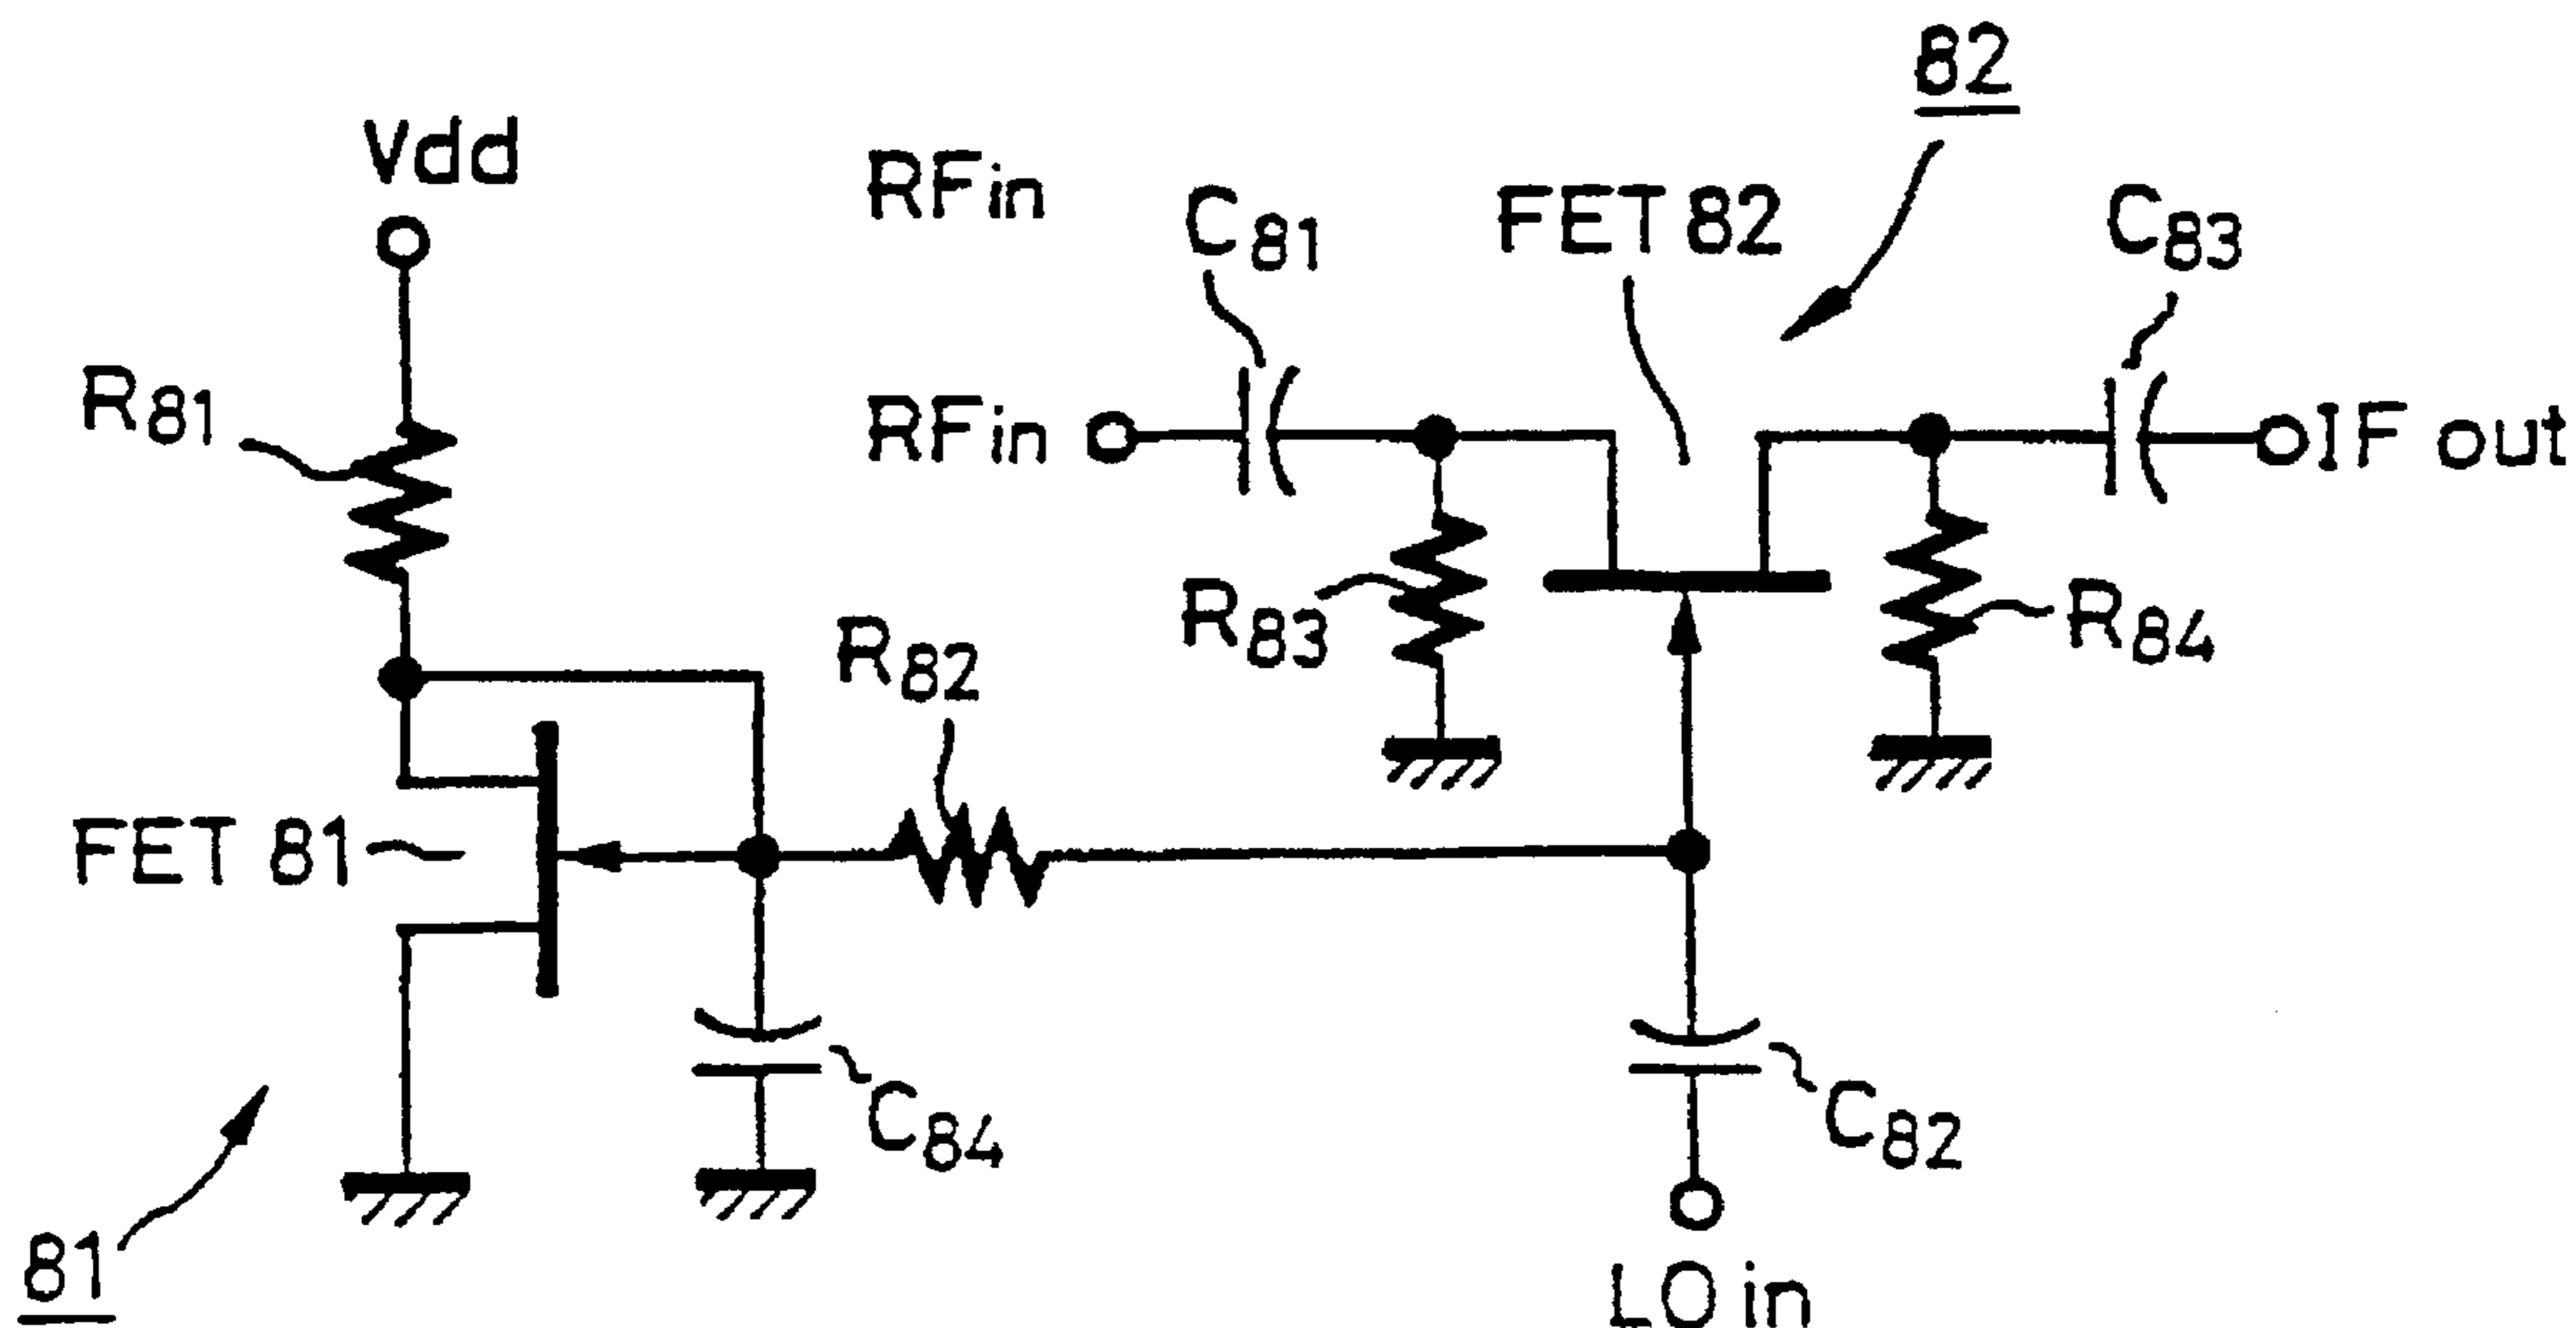 82
Vdd
RFin
C81
FET 82
C83
R81
RFin
IF out
R83
R84
R82
FET 81
C84
C82
81
LO in